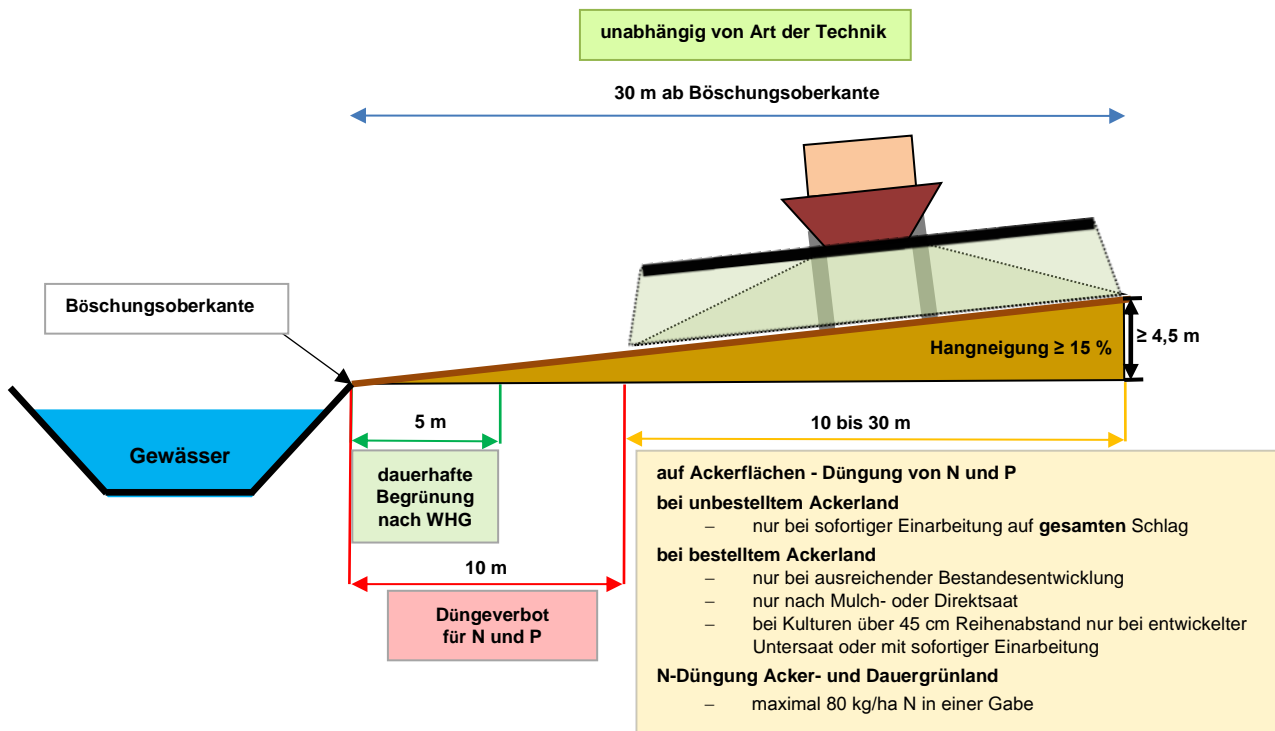 unabhängig von Art der Technik
30 m ab Böschungsoberkante
Böschungsoberkante
≥ 4,5 m
Hangneigung ≥ 15 %
Gewässer
5 m
10 bis 30 m
dauerhafte
Begrünung
nach WHG
10 m
Düngeverbot
für N und P
auf Ackerflächen - Düngung von N und P
bei unbestelltem Ackerland
– nur bei sofortiger Einarbeitung auf gesamten Schlag
bei bestelltem Ackerland
– nur bei ausreichender Bestandesentwicklung
– nur nach Mulch- oder Direktsaat
– bei Kulturen über 45 cm Reihenabstand nur bei entwickelter
Untersaat oder mit sofortiger Einarbeitung
N-Düngung Acker- und Dauergrünland
– maximal 80 kg/ha N in einer Gabe